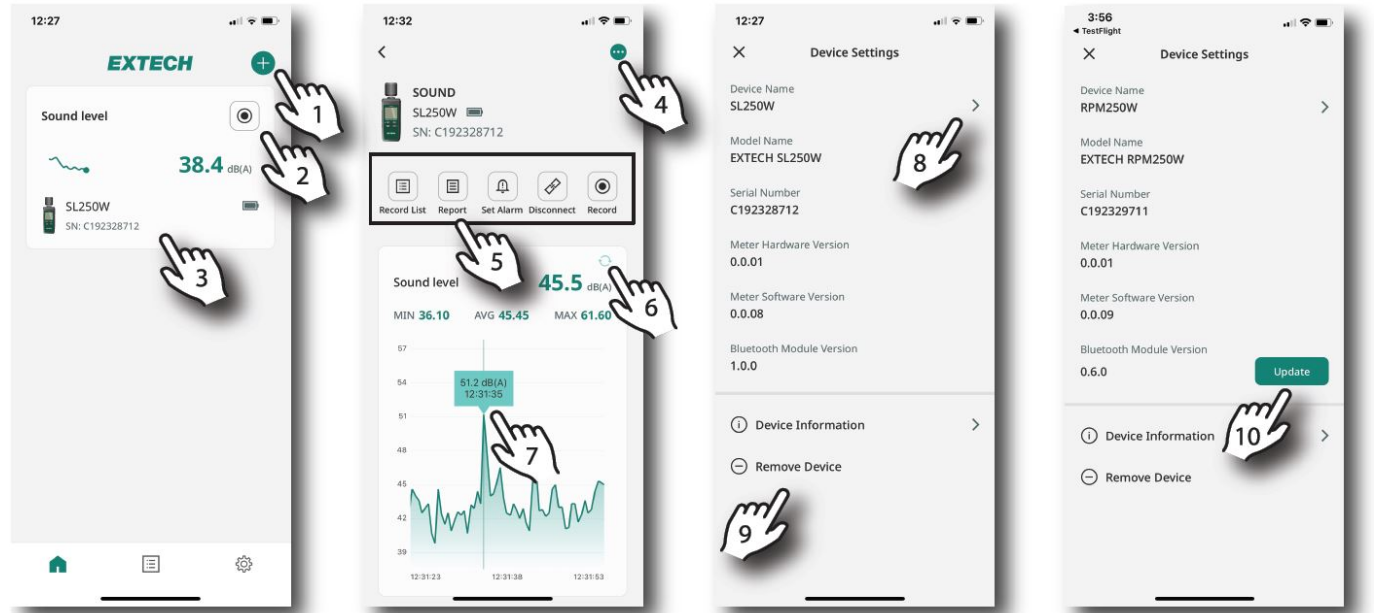 12:27
EXTECH
1
Sound level
2
38.4 dB(A)
SL250W
SN: C192328712
3
12:32
4
SOUND
SL250W
SN: C192328712
Record List Report Set Alarm Disconnect Record
5
Sound level
45.5 dB(A)
6
MIN 36.10 AVG 45.45 MAX 61.60
57
54
51.2 dB(A)
12:31:35
51
7
48
45
42
39
12:31:23 12:31:38 12:31:53
12:27
Device Settings
Device Name
SL250W
8
Model Name
EXTECH SL250W
Serial Number
C192328712
Meter Hardware Version
0.0.01
Meter Software Version
0.0.08
Bluetooth Module Version
1.0.0
Device Information
Remove Device
9
3:56
TestFlight
Device Settings
Device Name
RPM250W
Model Name
EXTECH RPM250W
Serial Number
C192329711
Meter Hardware Version
0.0.01
Meter Software Version
0.0.09
Bluetooth Module Version
0.6.0
Update
10
Device Information
Remove Device